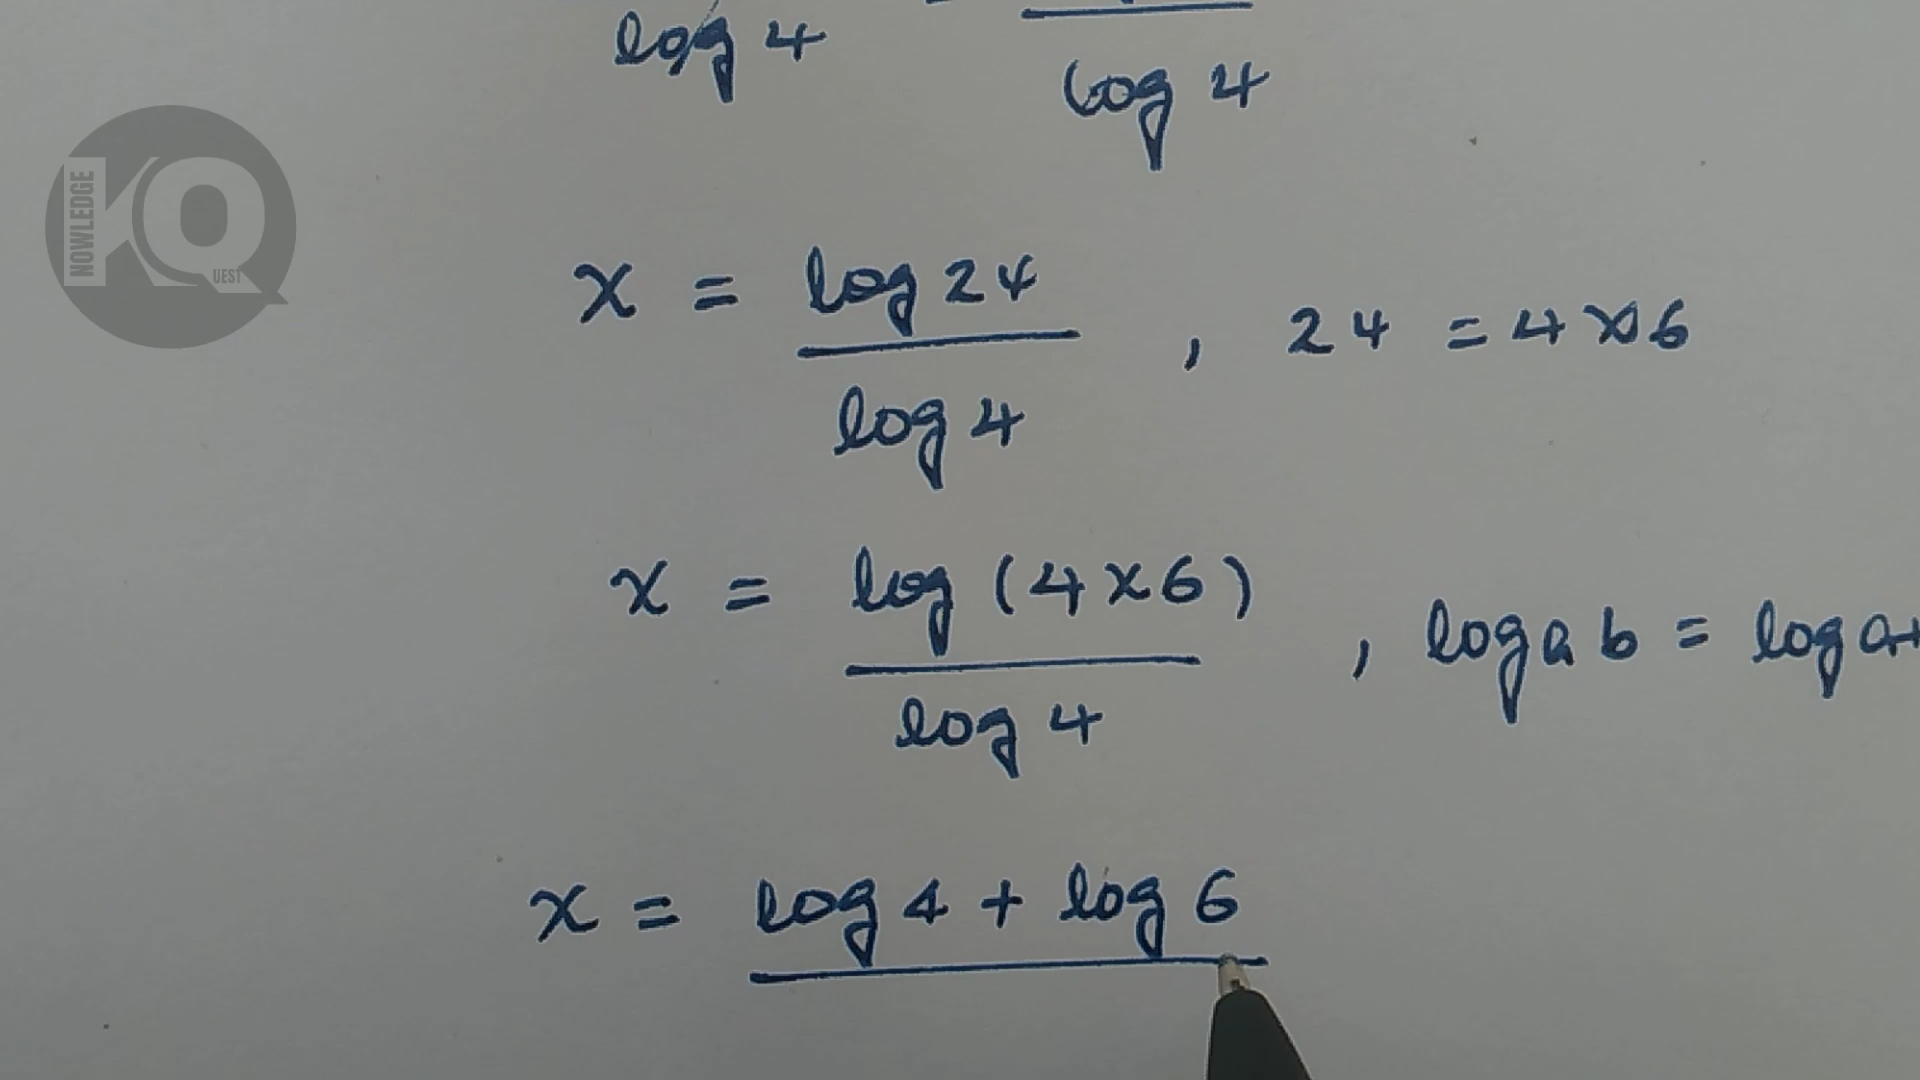 log 4
log 4
KNOWLEDGE QUEST
x = log 24 / log 4 , 24 = 4 × 6
x = log (4 × 6) / log 4 , log a b = log a +
x = log 4 + log 6